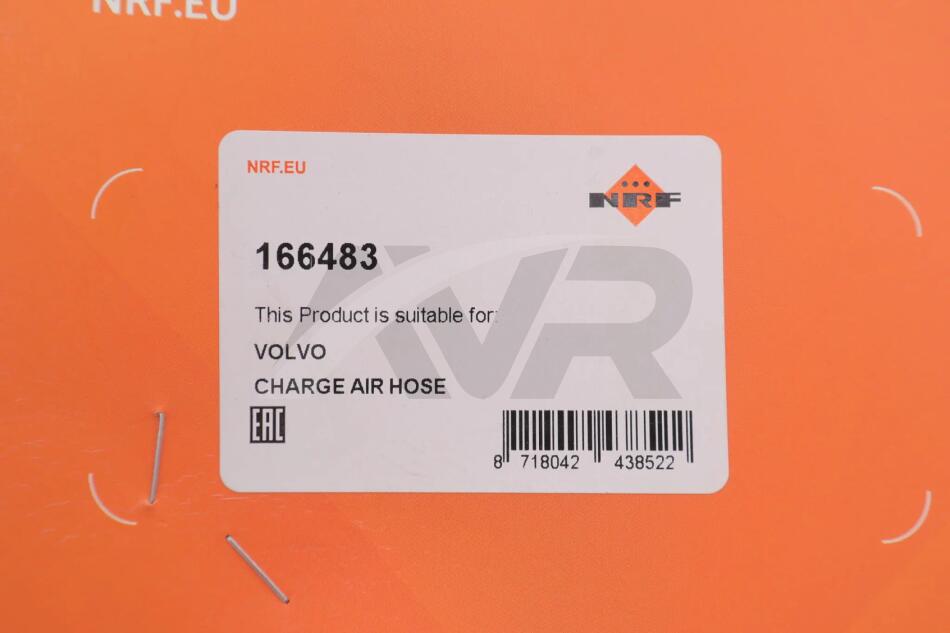 NRF.EU
NRF.EU
NRF
166483
This Product is suitable for:
VOLVO
CHARGE AIR HOSE
EAC
8 718042 438522
VR